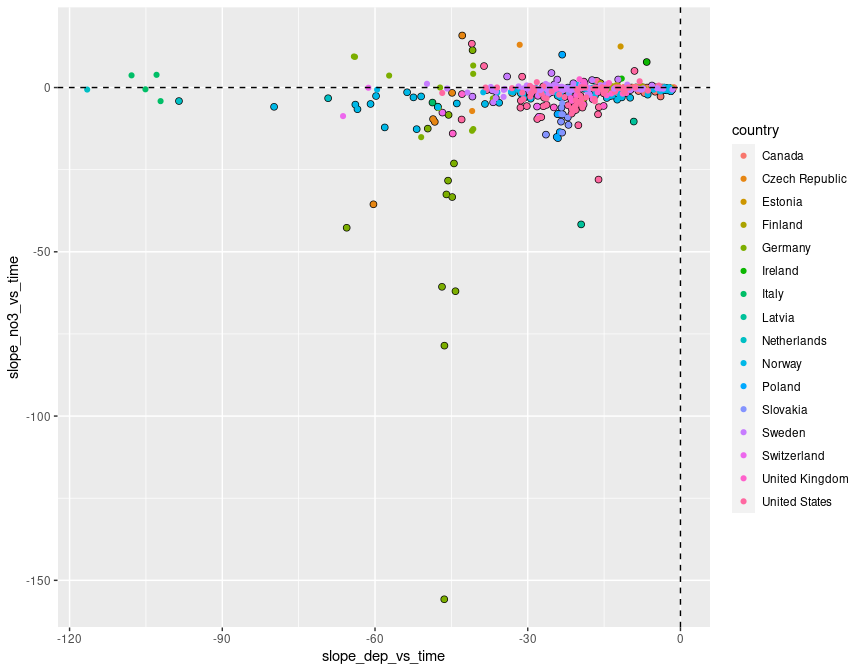 0
-50
-100
-150
-120
-90
-60
-30
0
slope_dep_vs_time
slope_no3_vs_time
country
Canada
Czech Republic
Estonia
Finland
Germany
Ireland
Italy
Latvia
Netherlands
Norway
Poland
Slovakia
Sweden
Switzerland
United Kingdom
United States